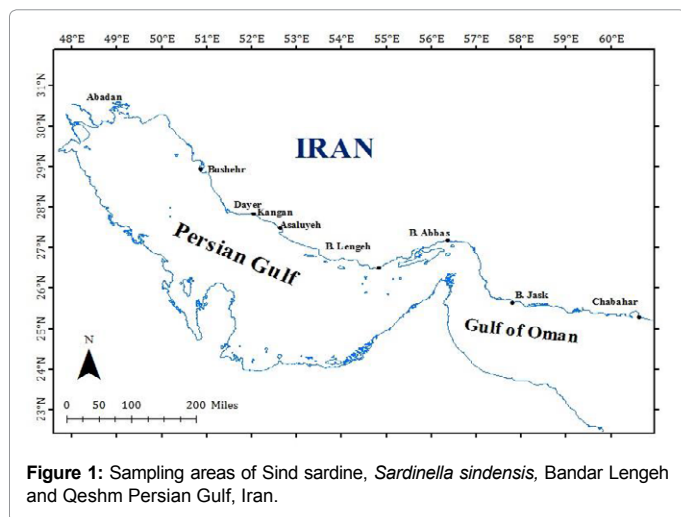 48°E 49°E 50°E 51°E 52°E 53°E 54°E 55°E 56°E 57°E 58°E 59°E 60°E
31°N
Abadan
30°N
IRAN
29°N
Bushehr
28°N
Dayer
Kangan
Asaluyeh
27°N
B. Lengeh
B. Abbas
Persian Gulf
26°N
B. Jask
Chabahar
25°N
Gulf of Oman
24°N
N
23°N
0 50 100 200 Miles
Figure 1: Sampling areas of Sind sardine, Sardinella sindensis, Bandar Lengeh
and Qeshm Persian Gulf, Iran.